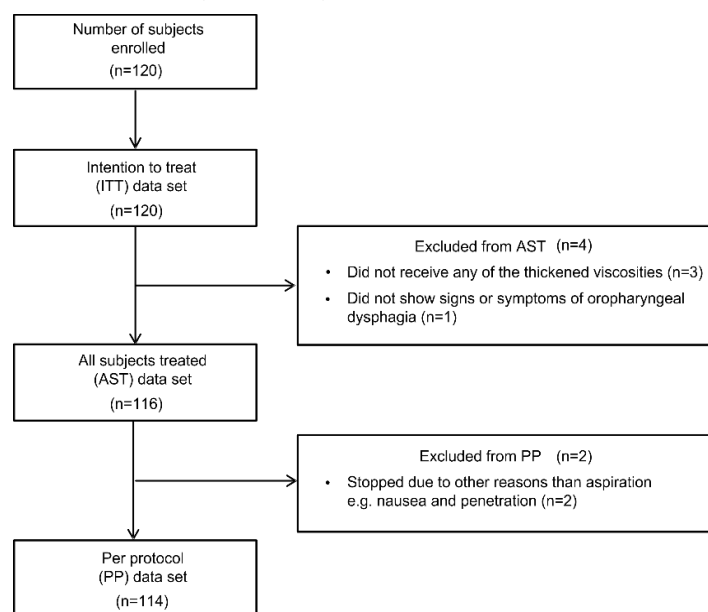 Number of subjects
enrolled
(n=120)
Intention to treat
(ITT) data set
(n=120)
Excluded from AST (n=4)
• Did not receive any of the thickened viscosities (n=3)
• Did not show signs or symptoms of oropharyngeal
dysphagia (n=1)
All subjects treated
(AST) data set
(n=116)
Excluded from PP (n=2)
• Stopped due to other reasons than aspiration
e.g. nausea and penetration (n=2)
Per protocol
(PP) data set
(n=114)